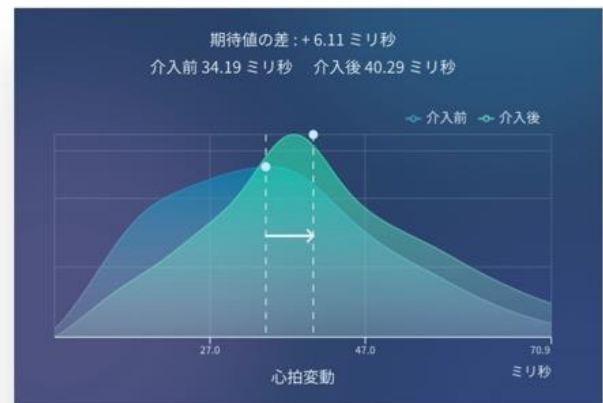 期待値の差 : + 6.11 ミリ秒
介入前 34.19 ミリ秒 介入後 40.29 ミリ秒
介入前 介入後
27.0 47.0 70.9
心拍変動 ミリ秒